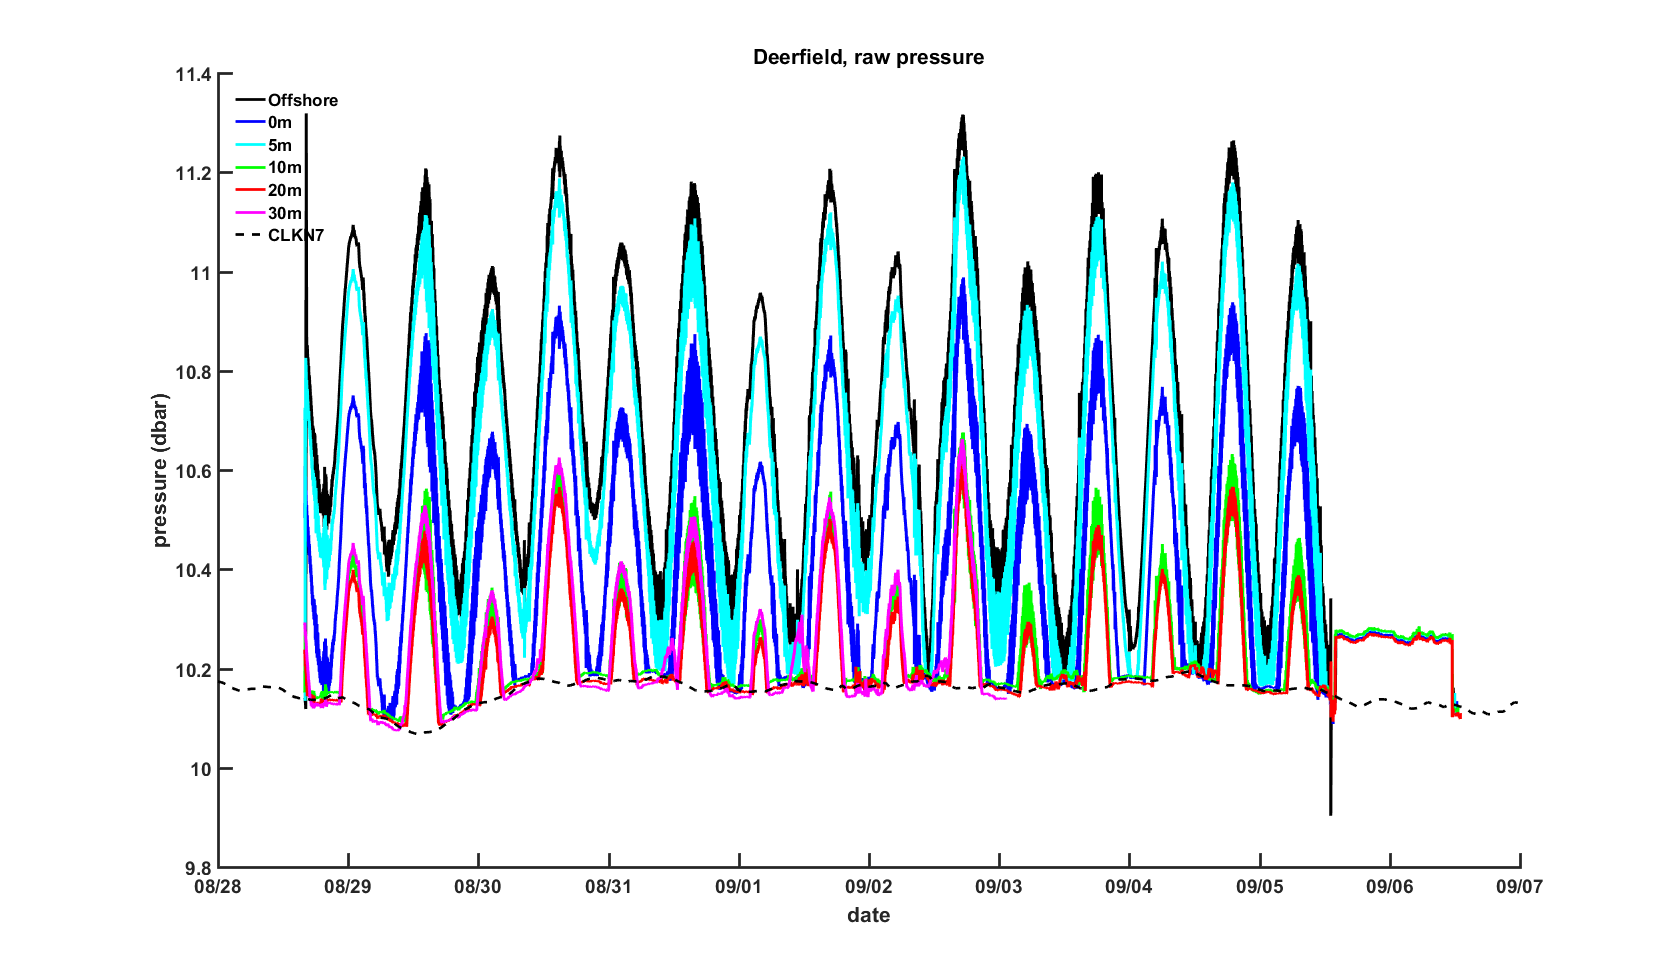 Deerfield, raw pressure
11.4
11.2
11
10.8
10.6
10.4
10.2
10
9.8
pressure (dbar)
Offshore
0m
5m
10m
20m
30m
CLKN7
08/28
08/29
08/30
08/31
09/01
09/02
09/03
09/04
09/05
09/06
09/07
date